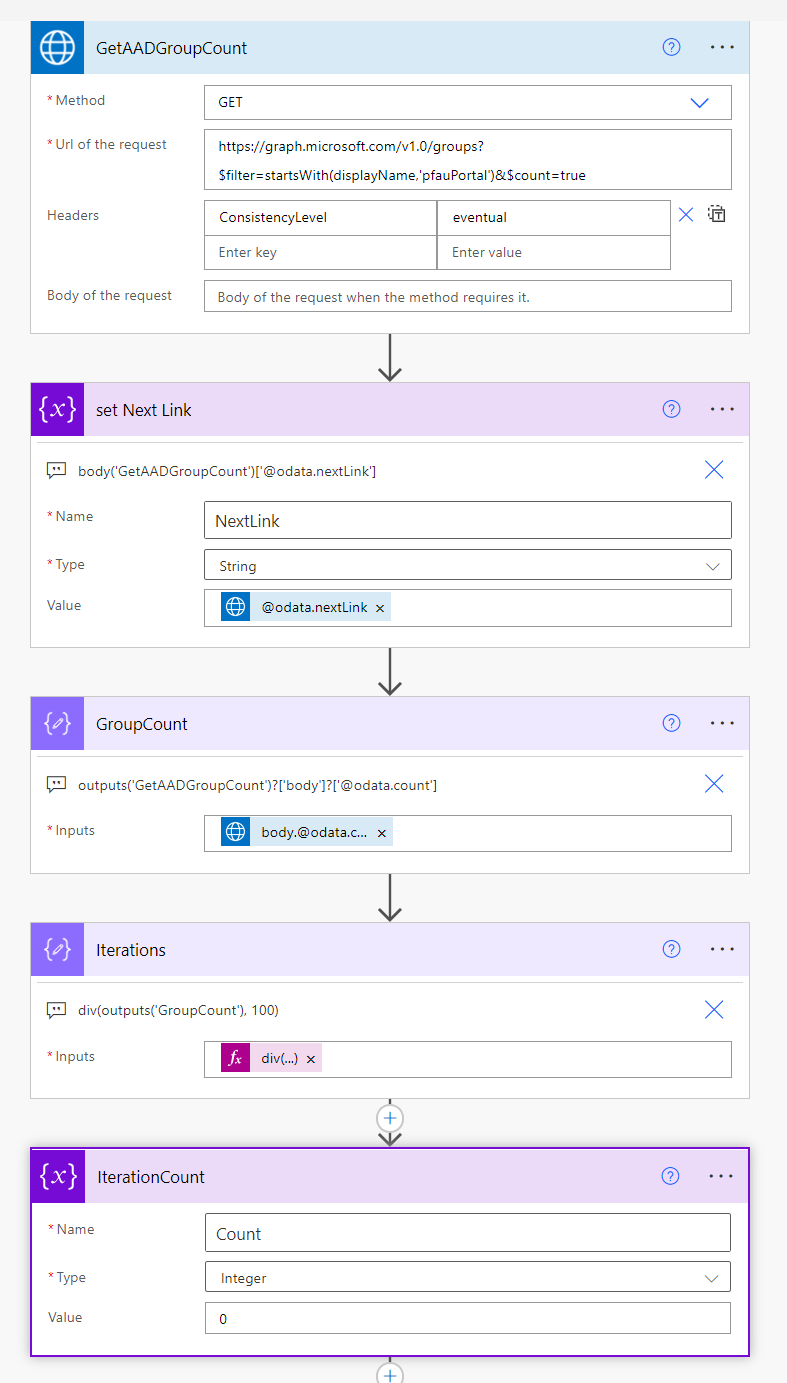 GetAADGroupCount
* Method
GET
* Url of the request
https://graph.microsoft.com/v1.0/groups?
$filter=startsWith(displayName,'pfauPortal')&$count=true
Headers
ConsistencyLevel
eventual
Enter key
Enter value
Body of the request
Body of the request when the method requires it.
{x}
set Next Link
body('GetAADGroupCount')['@odata.nextLink']
* Name
NextLink
* Type
String
Value
@odata.nextLink
GroupCount
outputs('GetAADGroupCount')?['body']?['@odata.count']
* Inputs
body.@odata.c...
Iterations
div(outputs('GroupCount'), 100)
* Inputs
fx
div(...)
{x}
IterationCount
* Name
Count
* Type
Integer
Value
0